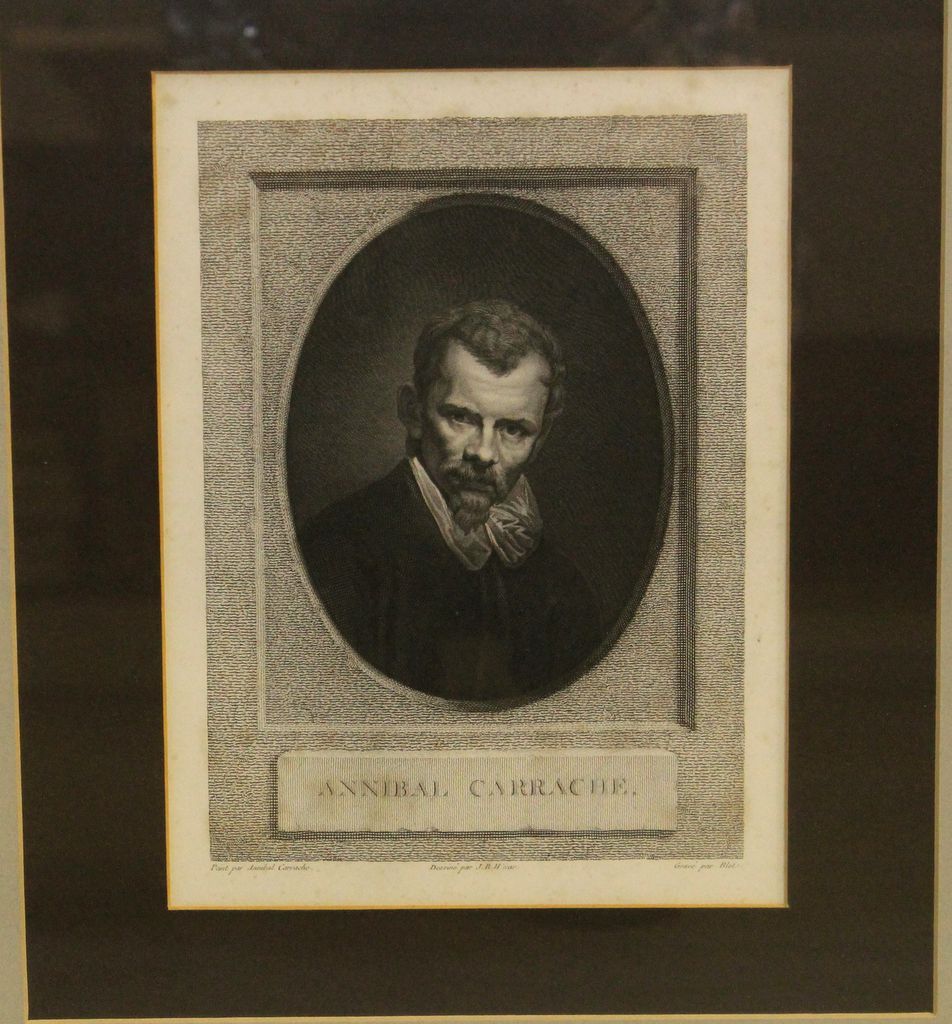 ANNIBAL CARRACHE.
Peint par Annibal Carrache.
Dessiné par J. B. Wicar
Gravé par Blot.